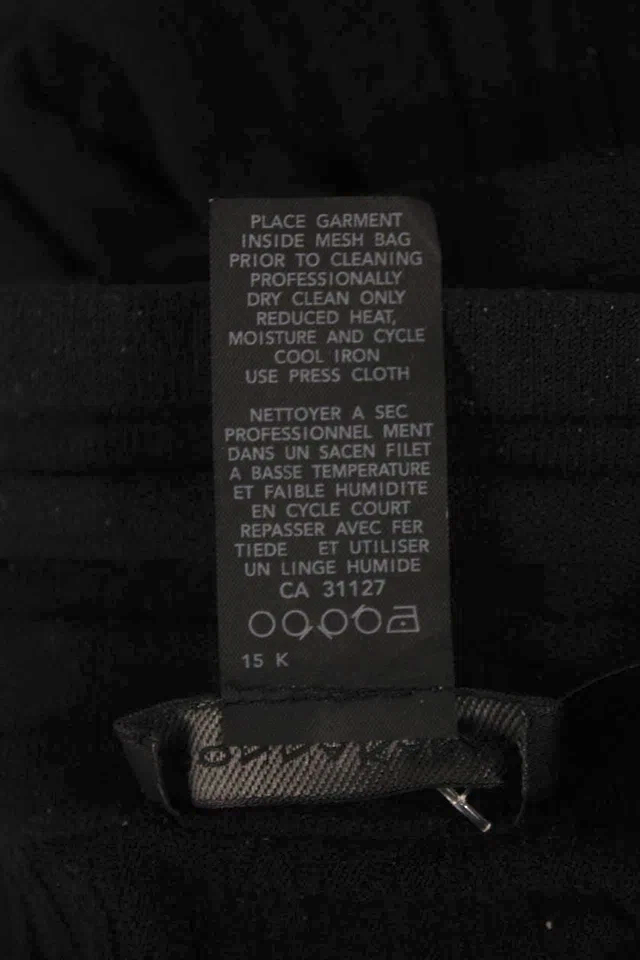 PLACE GARMENT
INSIDE MESH BAG
PRIOR TO CLEANING
PROFESSIONALLY
DRY CLEAN ONLY
REDUCED HEAT,
MOISTURE AND CYCLE
COOL IRON
USE PRESS CLOTH
NETTOYER A SEC
PROFESSIONNEL MENT
DANS UN SACEN FILET
A BASSE TEMPERATURE
ET FAIBLE HUMIDITE
EN CYCLE COURT
REPASSER AVEC FER
TIEDE ET UTILISER
UN LINGE HUMIDE
CA 31127
15 K